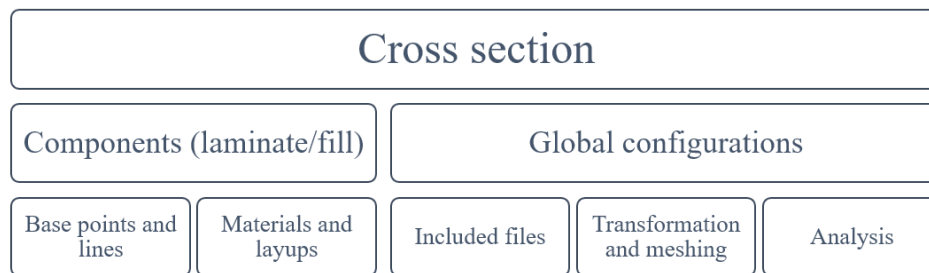 Cross section
Components (laminate/fill)
Global configurations
Base points and
lines
Materials and
layups
Included files
Transformation
and meshing
Analysis